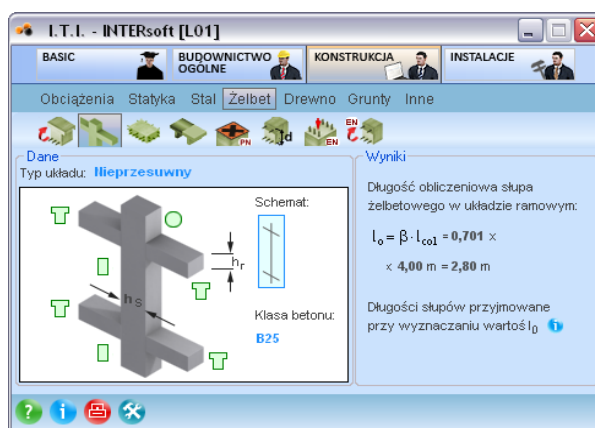 I.T.I. - INTERsoft [L01]
BASIC
BUDOWNICTWO
OGÓLNE
KONSTRUKCJA
INSTALACJE
Obciążenia Statyka Stal Żelbet Drewno Grunty Inne
PN
d
EN
EN
Dane
Typ układu: Nieprzesuwny
Schemat:
hr
hs
Klasa betonu:
B25
Wyniki
Długość obliczeniowa słupa
żelbetowego w układzie ramowym:
lo = β · lcol = 0,701 x
x 4,00 m = 2,80 m
Długości słupów przyjmowane
przy wyznaczaniu wartoś l0